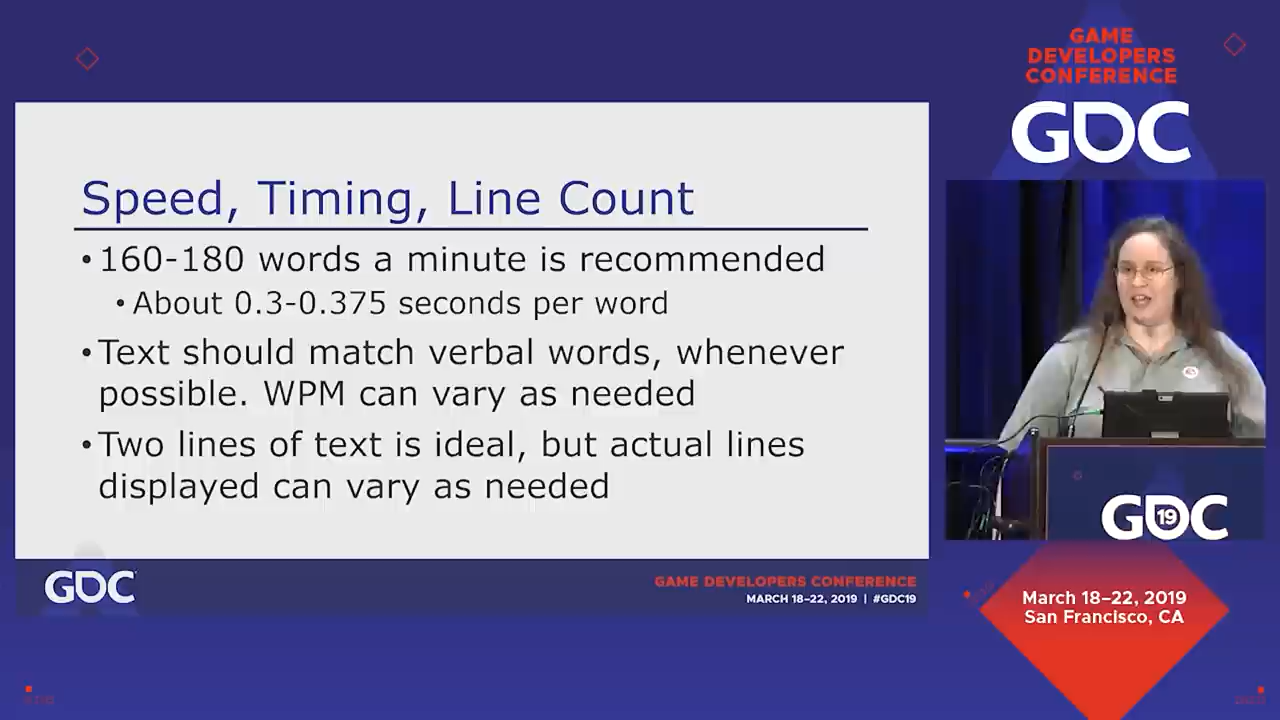 GAME
DEVELOPERS
CONFERENCE
GDC
Speed, Timing, Line Count
•160-180 words a minute is recommended
•About 0.3-0.375 seconds per word
•Text should match verbal words, whenever
possible. WPM can vary as needed
•Two lines of text is ideal, but actual lines
displayed can vary as needed
GDC
19
GDC
GAME DEVELOPERS CONFERENCE
MARCH 18–22, 2019 | #GDC19
March 18–22, 2019
San Francisco, CA